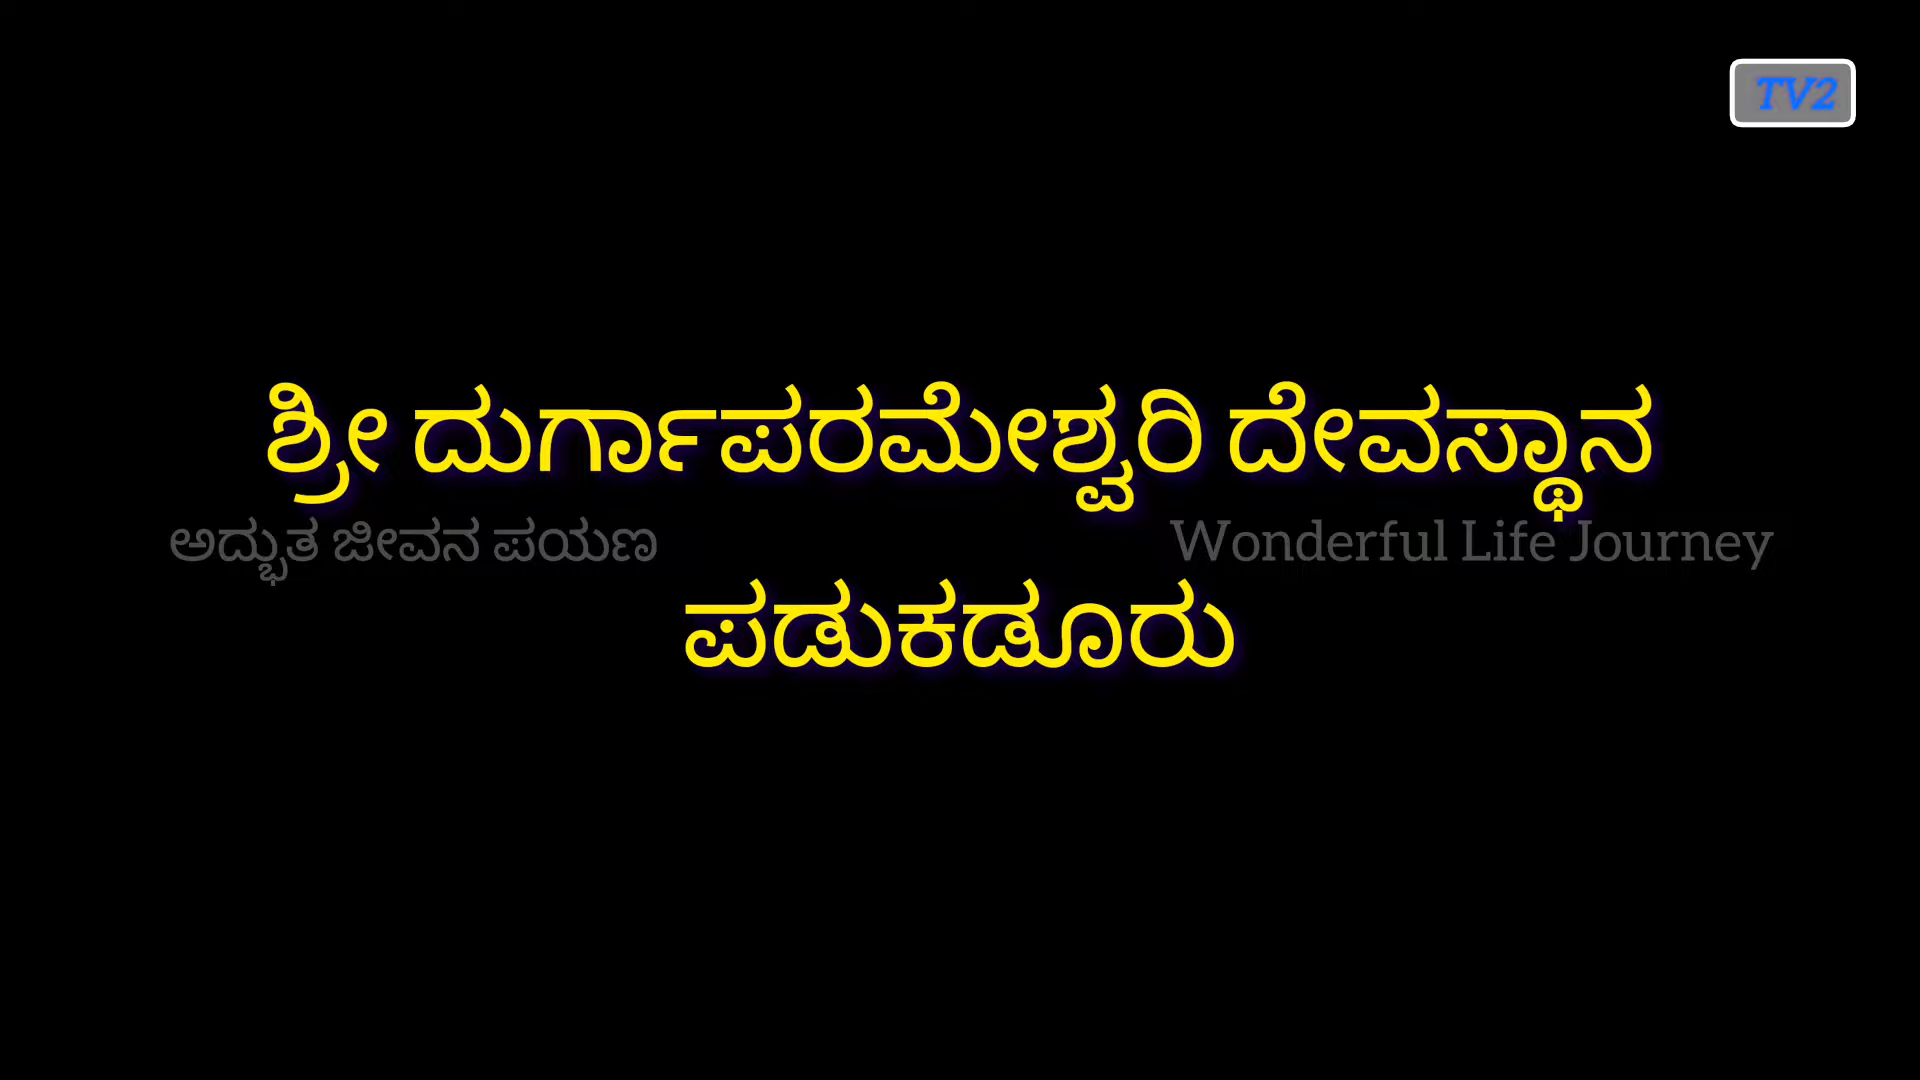 TV2
ಶ್ರೀ ದುರ್ಗಾಪರಮೇಶ್ವರಿ ದೇವಸ್ಥಾನ
ಅದ್ಭುತ ಜೀವನ ಪಯಣ Wonderful Life Journey
ಪಡುಕಡೂರು